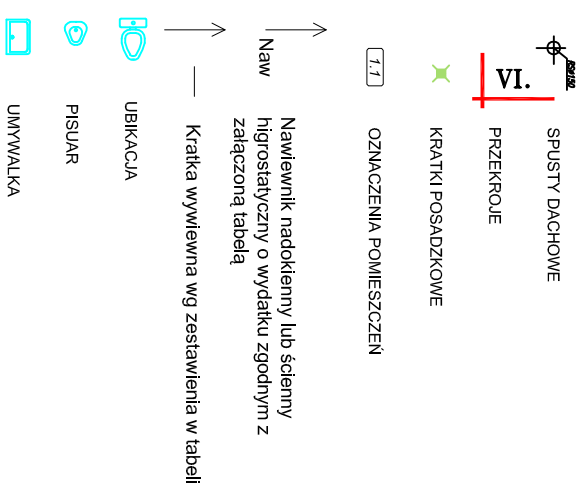 RSø150
SPUSTY DACHOWE
VI.
PRZEKROJE
KRATKI POSADZKOWE
1.1
OZNACZENIA POMIESZCZEŃ
Naw
Nawiewnik nadokienny lub ścienny
higrostatyczny o wydatku zgodnym z
załączoną tabelą
Kratka wywiewna wg zestawienia w tabeli
UBIKACJA
PISUAR
UMYWALKA